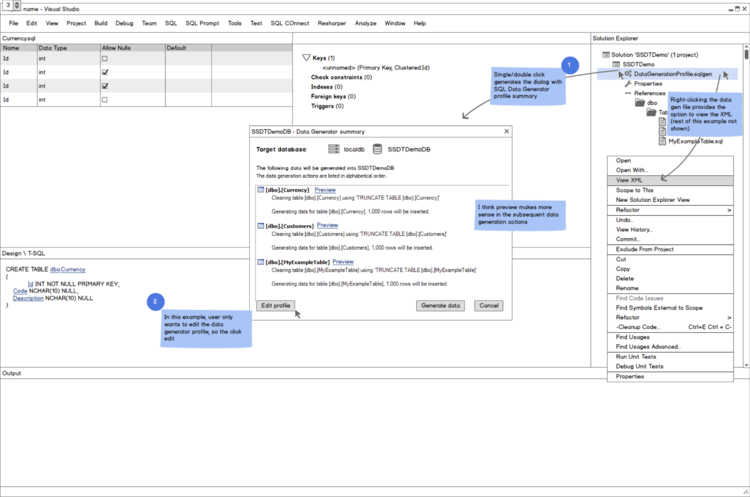 3
name - Visual Studio
File Edit View Project Build Debug Team SQL SQL Prompt Tools Test SQL COnnect Resharper Analyze Window Help
Currency.sql
Name Data Type Allow Nulls Default
Id int
Id int
Id int
Id int
Keys (1)
<unnamed> (Primary Key, Clustered:Id)
Check constraints (0)
Indexes (0)
Foreign keys (0)
Triggers (0)
1
Single/double click
generates the dialog with
SQL Data Generator
profile summary
Solution Explorer
Solution 'SSDTDemo' (1 project)
SSDTDemo
DataGenerationProfile.sqlgen
Properties
References
dbo
Tab
MyExampleTable.sql
Right-clicking the data
gen file provides the
option to view the XML
(rest of this example not
shown)
SSDTDemoDB - Data Generator summary
Target database: localdb SSDTDemoDB
The following data will be generated into SSDTDemoDB
The data generation actions are listed in alphabetical order.
[dbo].[Currency] Preview
Clearing table [dbo].[Currency] using 'TRUNCATE TABLE [dbo].[Currency]'
Generating data for table [dbo].[Currency], 1,000 rows will be inserted.
[dbo].[Customers] Preview
Clearing table [dbo].[Customers] using 'TRUNCATE TABLE [dbo].[Customers]'
Generating data for table [dbo].[Customers], 1,000 rows will be inserted.
[dbo].[MyExampleTable] Preview
Clearing table [dbo].[MyExampleTable] using 'TRUNCATE TABLE [dbo].[MyExampleTable]'
Generating data for table [dbo].[MyExampleTable], 1,000 rows will be inserted.
Edit profile Generate data Cancel
I think preview makes more
sense in the subsequent data
generation actions
Open
Open With..
View XML
Scope to This
New Solution Explorer View
Refactor >
Undo..
View History..
Commit..
Exclude From Project
Cut
Copy
Delete
Rename
Find Code Issues
Find Symbols External to Scope
Refactor >
-Cleanup Code.. Ctrl+E Ctrl + C-
Find Usages
Find Usages Advanced..
Run Unit Tests
Debug Unit Tests
Properties
Design \ T-SQL
CREATE TABLE dbo.Currency
(
Id INT NOT NULL PRIMARY KEY,
Code NCHAR(10) NULL,
Description NCHAR(10) NULL
)
2
In this example, user only
wants to edit the data
generator profile, so the click
edit
Output